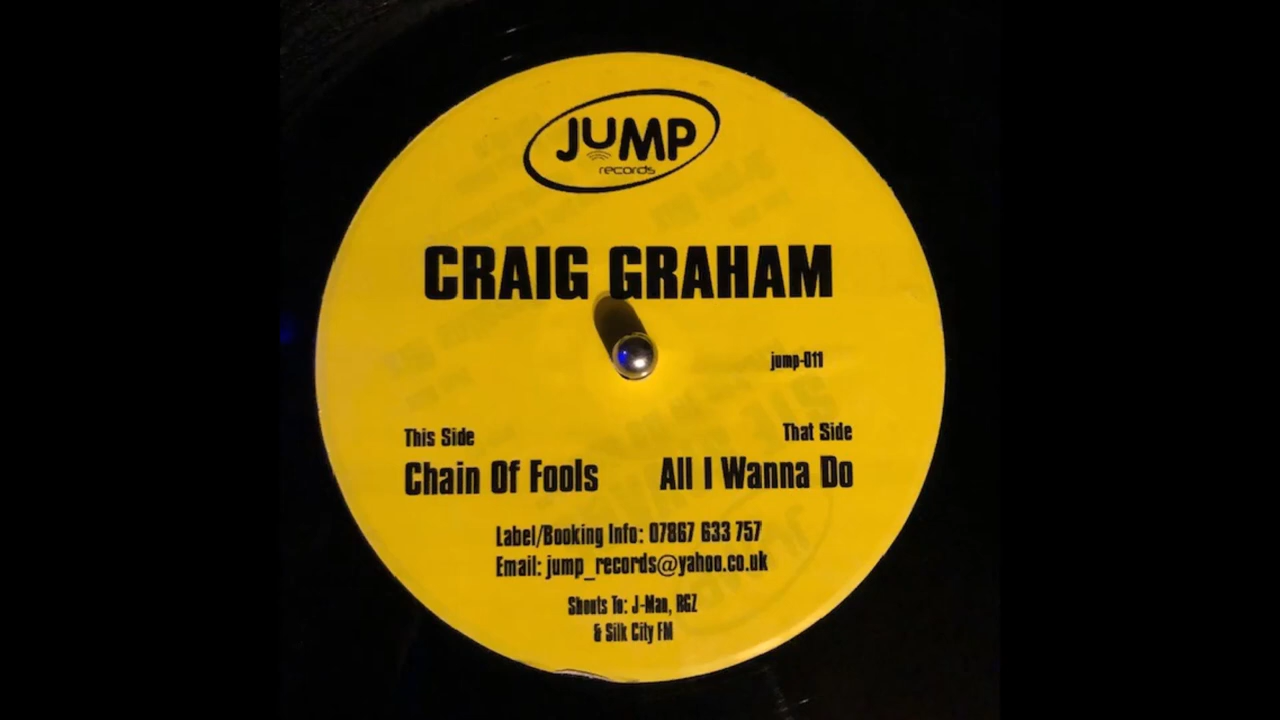 JUMP
records
CRAIG GRAHAM
jump-011
This Side
That Side
Chain Of Fools
All I Wanna Do
Label/Booking Info: 07867 633 757
Email: jump_records@yahoo.co.uk
Shouts To: J-Man, RGZ
& Silk City FM